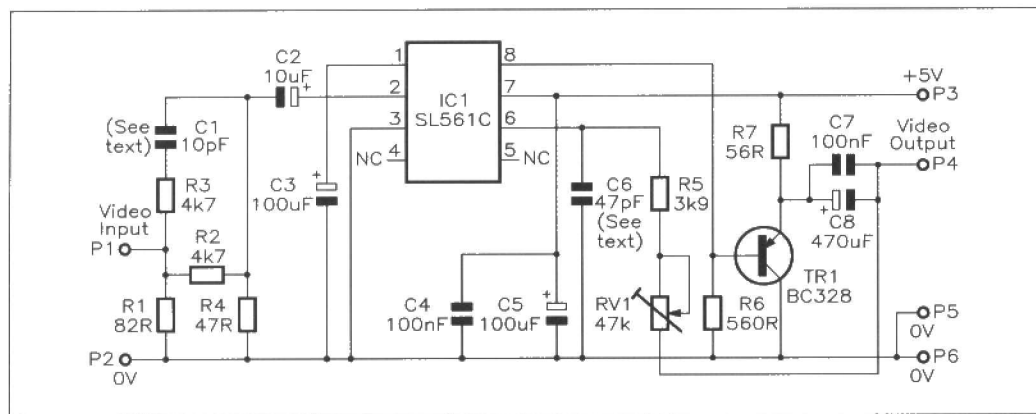 C2
10uF
+
(See
text)
C1
10pF
R3
4k7
Video
Input
P1
R2
4k7
R1
82R
R4
47R
P2
0V
C3
100uF
+
1
2
3
4
NC
IC1
SL561C
8
7
6
5
NC
C4
100nF
C5
100uF
+
C6
47pF
(See
text)
R5
3k9
RV1
47k
R6
560R
R7
56R
TR1
BC328
C7
100nF
C8
470uF
+
+5V
P3
Video
Output
P4
P5
0V
P6
0V